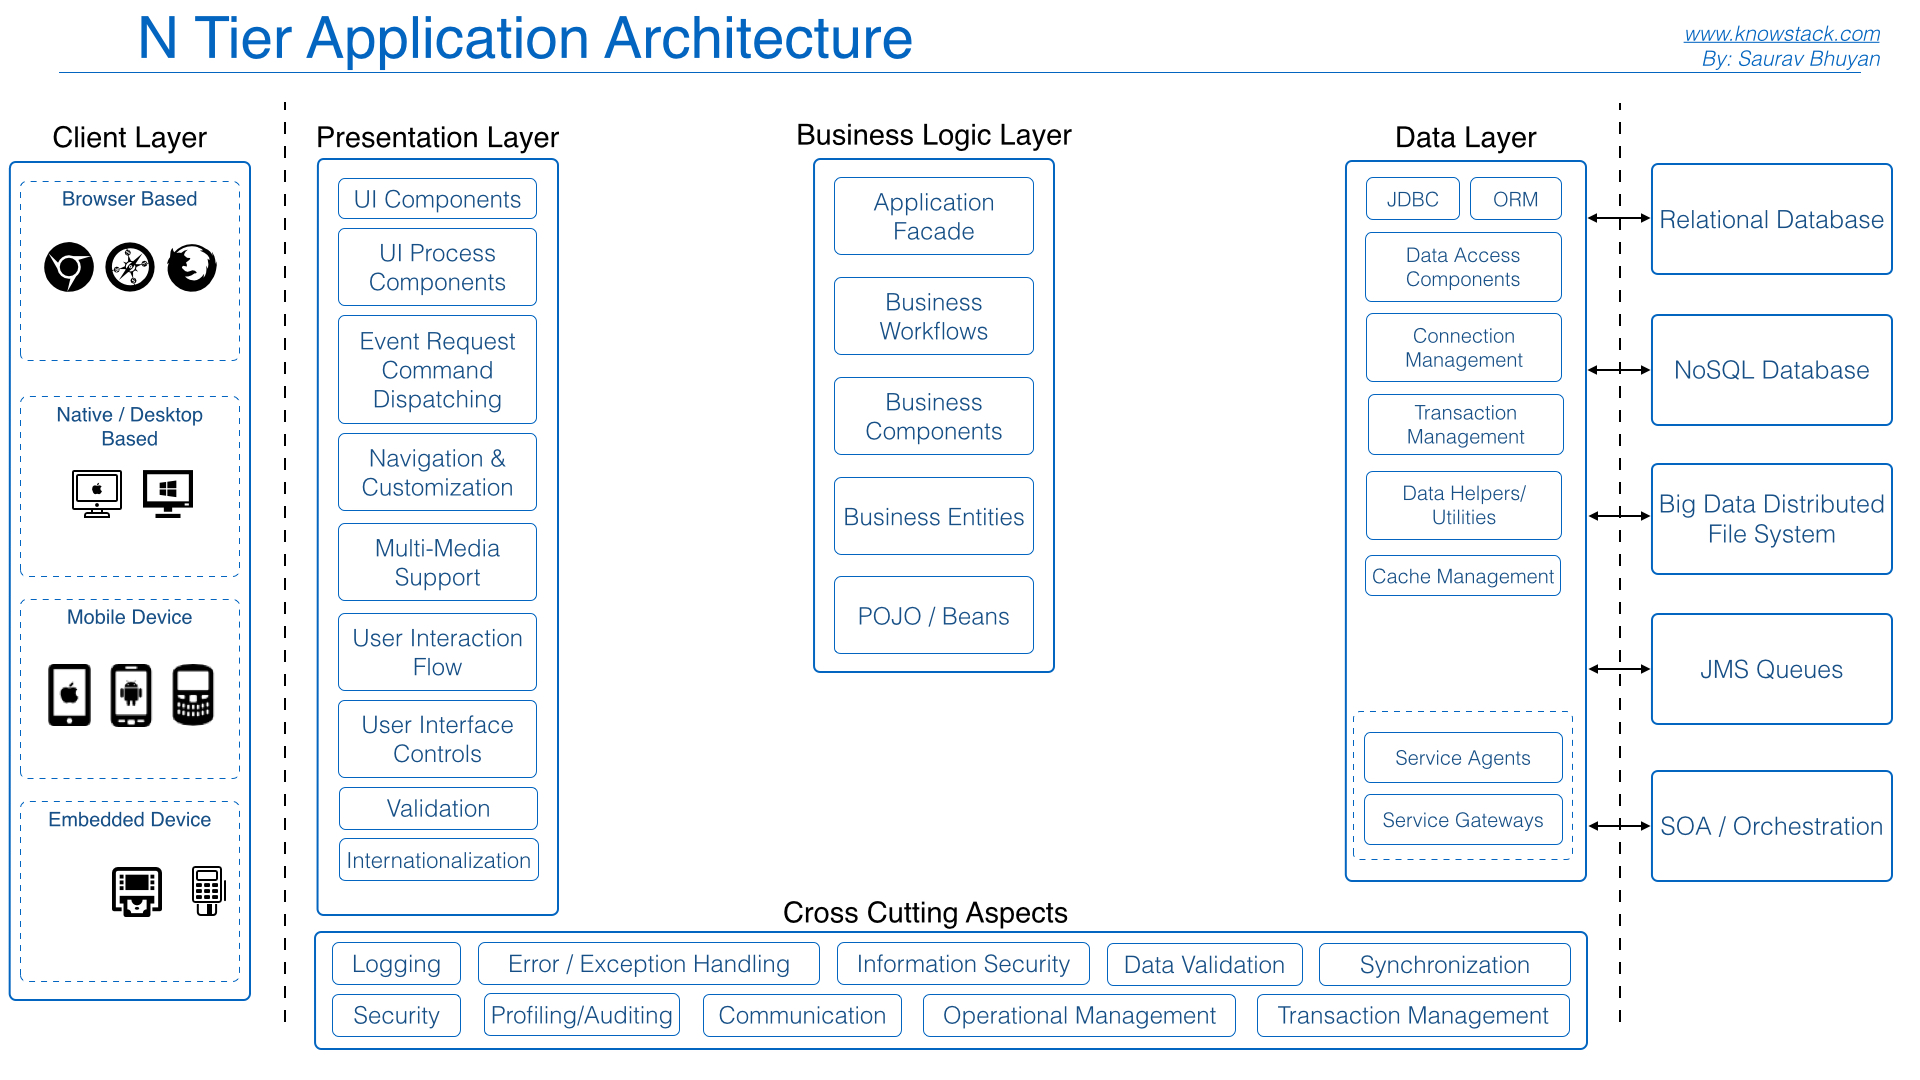 N Tier Application Architecture
www.knowstack.com
By: Saurav Bhuyan
Client Layer
Browser Based
Native / Desktop
Based
Mobile Device
Embedded Device
Presentation Layer
UI Components
UI Process
Components
Event Request
Command
Dispatching
Navigation &
Customization
Multi-Media
Support
User Interaction
Flow
User Interface
Controls
Validation
Internationalization
Business Logic Layer
Application
Facade
Business
Workflows
Business
Components
Business Entities
POJO / Beans
Data Layer
JDBC
ORM
Data Access
Components
Connection
Management
Transaction
Management
Data Helpers/
Utilities
Cache Management
Service Agents
Service Gateways
Relational Database
NoSQL Database
Big Data Distributed
File System
JMS Queues
SOA / Orchestration
Cross Cutting Aspects
Logging
Error / Exception Handling
Information Security
Data Validation
Synchronization
Security
Profiling/Auditing
Communication
Operational Management
Transaction Management